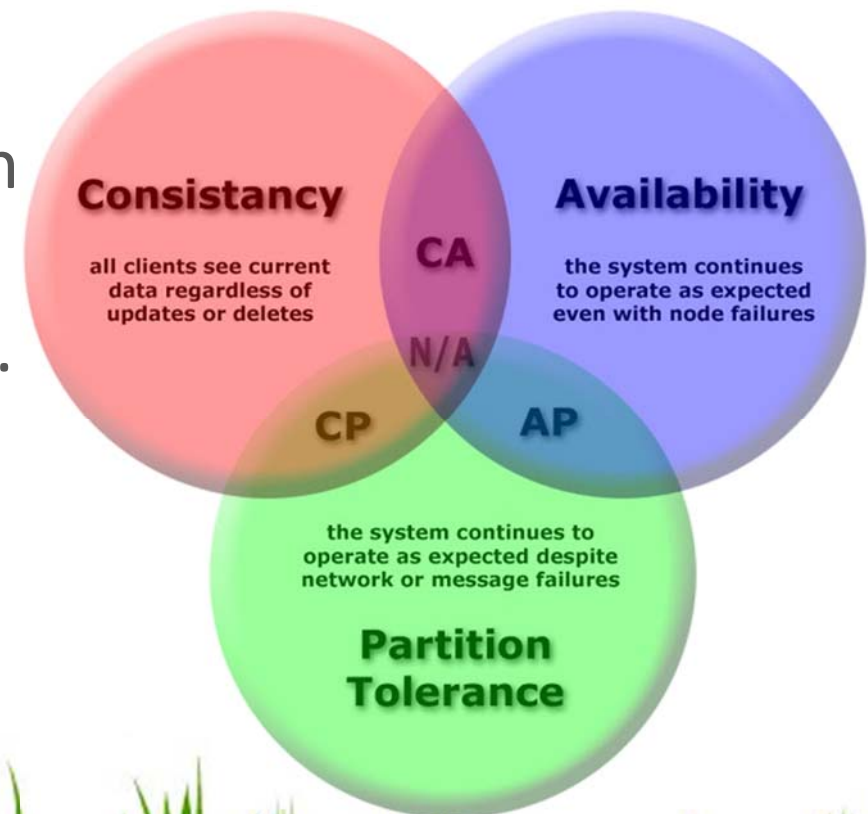 n
.
Consistancy
all clients see current
data regardless of
updates or deletes
CA
N/A
Availability
the system continues
to operate as expected
even with node failures
CP
AP
the system continues to
operate as expected despite
network or message failures
Partition
Tolerance